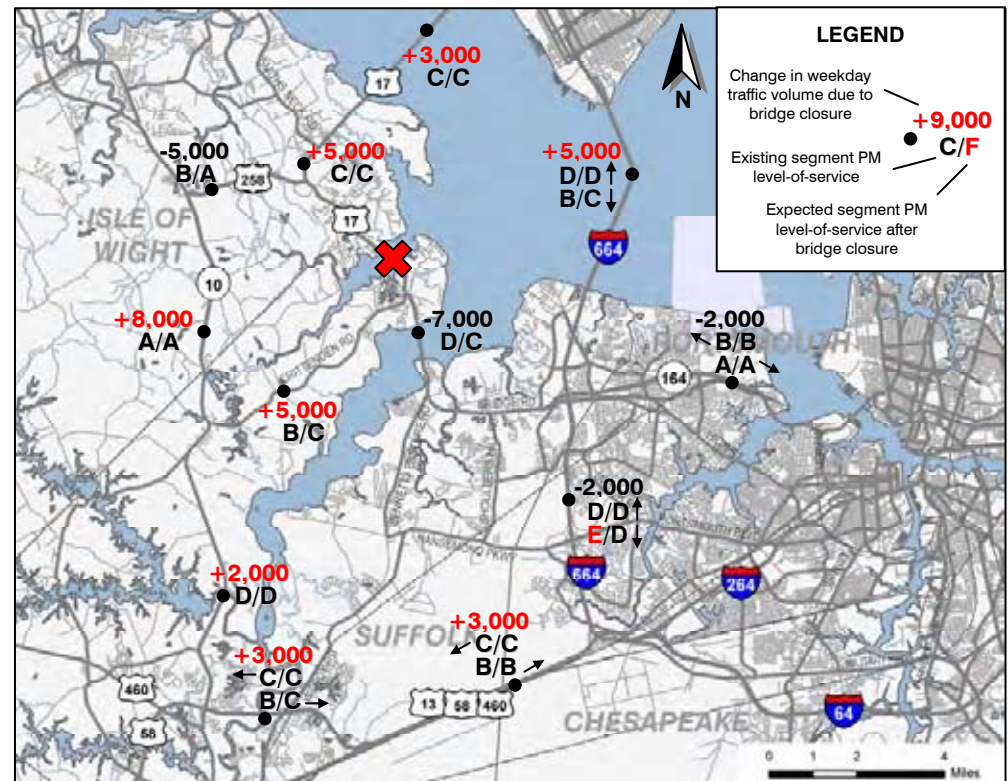 +3,000
C/C
17
N
LEGEND
Change in weekday
traffic volume due to
bridge closure
+9,000
C/F
Existing segment PM
level-of-service
Expected segment PM
level-of-service after
bridge closure
-5,000
B/A
258
+5,000
C/C
17
+5,000
D/D
B/C
664
ISLE OF
WIGHT
10
+8,000
A/A
-7,000
D/C
-2,000
B/B
A/A
164
+5,000
B/C
-2,000
D/D
E/D
664
264
+2,000
D/D
SUFFOLK
+3,000
C/C
B/B
+3,000
C/C
B/C
460
58
13
58
460
CHESAPEAKE
64
0
2
4
Miles